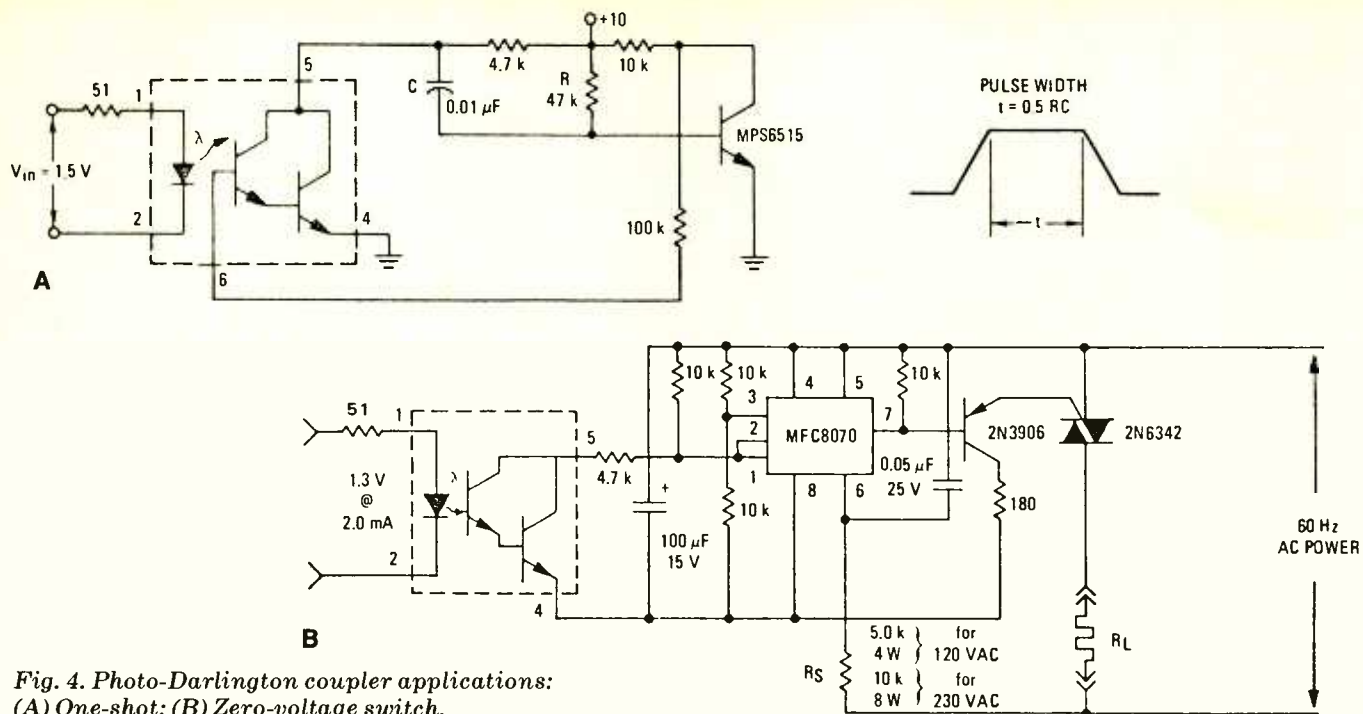 +10
5
4.7 k
10 k
51
1
C
0.01 µF
R
47 k
λ
MPS6515
Vin = 1.5 V
2
4
100 k
6
A
PULSE WIDTH
t = 0.5 RC
t
51
1
1.3 V
@
2.0 mA
2
λ
5
4.7 k
4
B
10 k
10 k
3
2
1
4
5
MFC8070
8
6
7
10 k
10 k
100 µF
15 V
+
0.05 µF
25 V
2N3906
2N6342
180
60 Hz
AC POWER
RS
5.0 k
4 W
for
120 VAC
10 k
8 W
for
230 VAC
RL
Fig. 4. Photo-Darlington coupler applications:
(A) One-shot; (B) Zero-voltage switch.